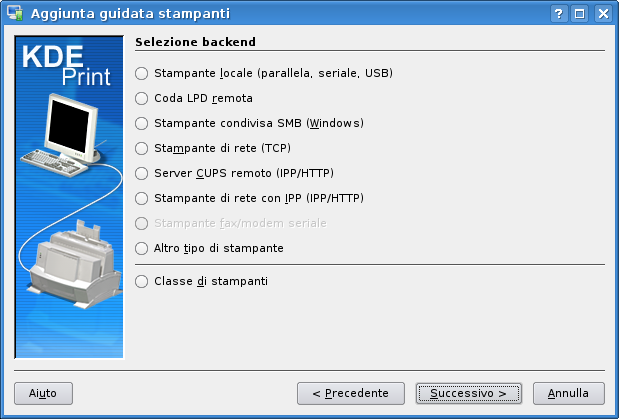 Aggiunta guidata stampanti
KDE
Print
Selezione backend
Stampante locale (parallela, seriale, USB)
Coda LPD remota
Stampante condivisa SMB (Windows)
Stampante di rete (TCP)
Server CUPS remoto (IPP/HTTP)
Stampante di rete con IPP (IPP/HTTP)
Stampante fax/modem seriale
Altro tipo di stampante
Classe di stampanti
Aiuto
< Precedente
Successivo >
Annulla